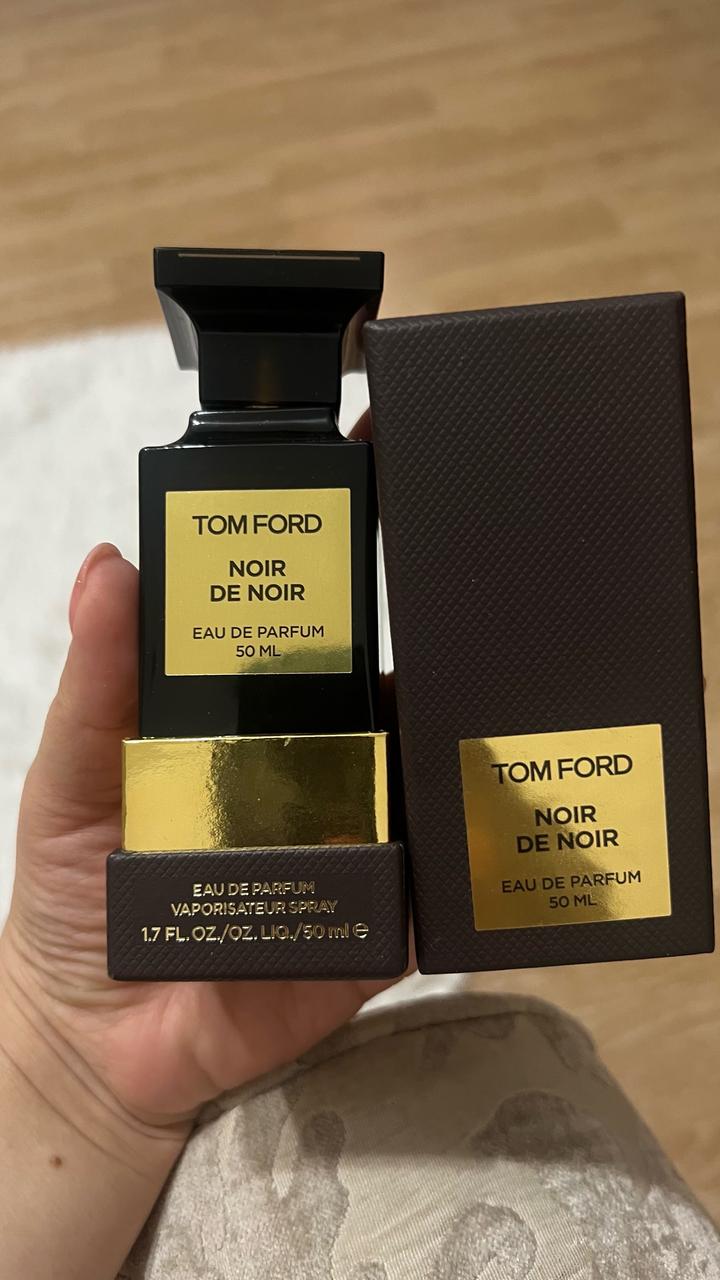 TOM FORD
NOIR
DE NOIR
EAU DE PARFUM
50 ML
EAU DE PARFUM
VAPORISATEUR SPRAY
1.7 FL. OZ./OZ. LIQ./50 ml ℮
TOM FORD
NOIR
DE NOIR
EAU DE PARFUM
50 ML